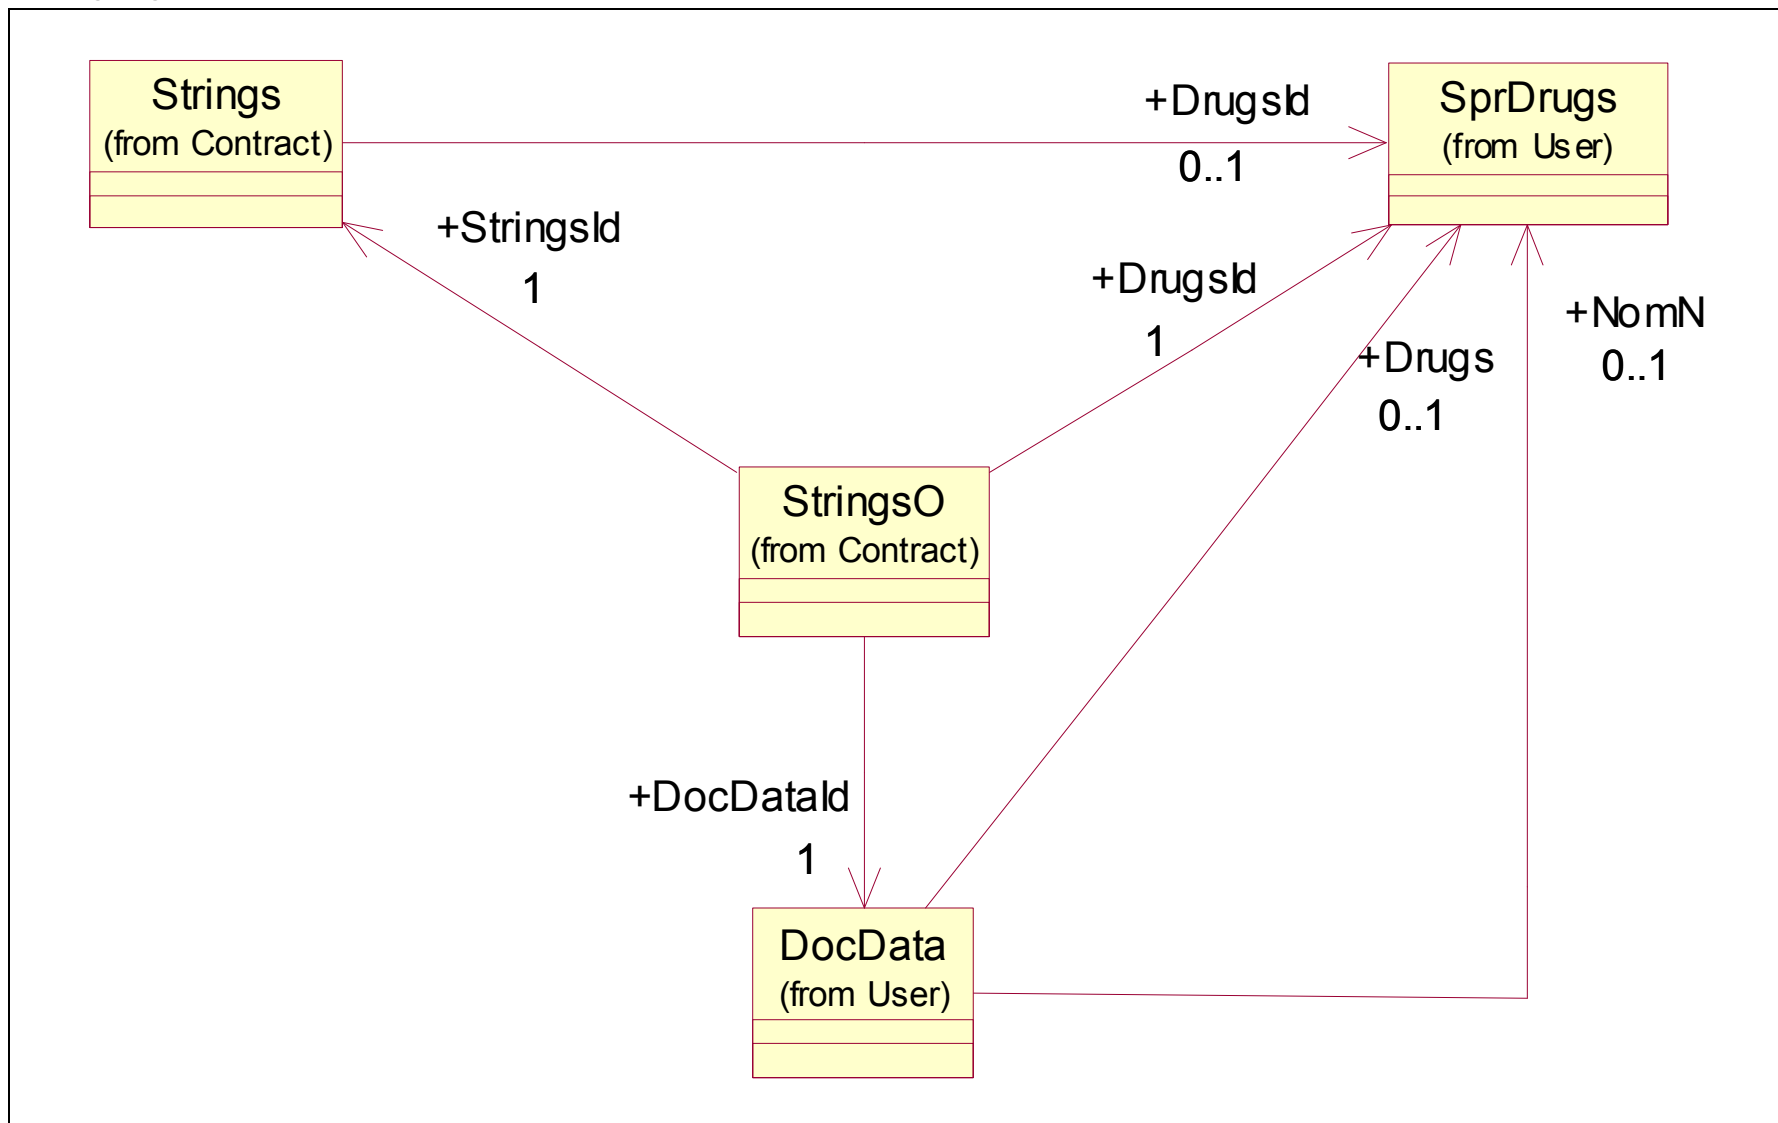 Strings
(from Contract)
+DrugsId
0..1
SprDrugs
(from User)
+StringsId
1
+DrugsId
1
+NomN
0..1
+Drugs
0..1
StringsO
(from Contract)
+DocDataId
1
DocData
(from User)